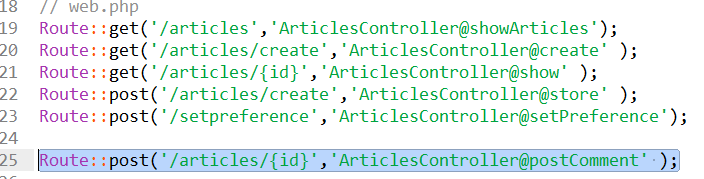 18 // web.php
19 Route::get('/articles','ArticlesController@showArticles');
20 Route::get('/articles/create','ArticlesController@create' );
21 Route::get('/articles/{id}','ArticlesController@show' );
22 Route::post('/articles/create','ArticlesController@store' );
23 Route::post('/setpreference','ArticlesController@setPreference');
24
25 Route::post('/articles/{id}','ArticlesController@postComment' );